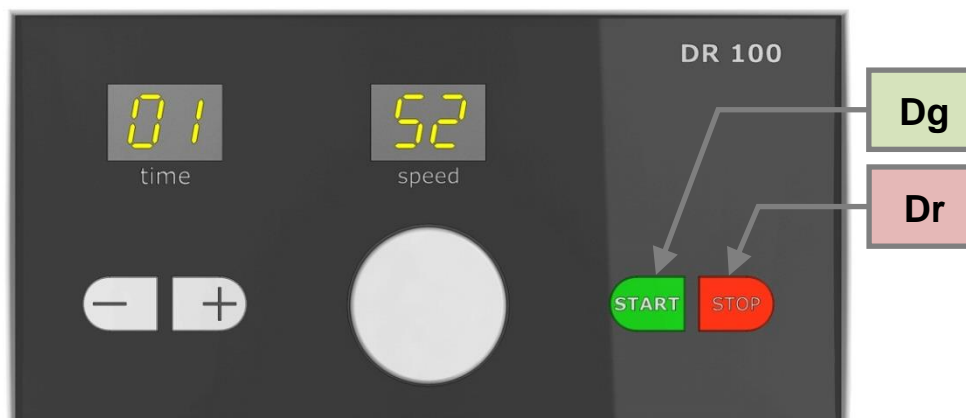 DR 100
01
52
time
speed
Dg
Dr
− +
START
STOP